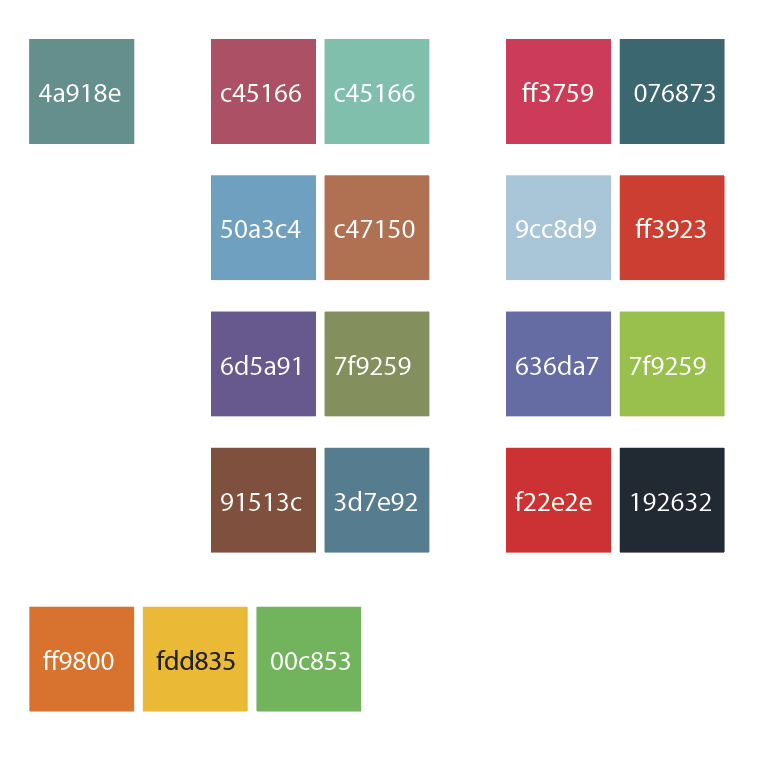 4a918e
c45166
c45166
ff3759
076873
50a3c4
c47150
9cc8d9
ff3923
6d5a91
7f9259
636da7
7f9259
91513c
3d7e92
f22e2e
192632
ff9800
fdd835
00c853